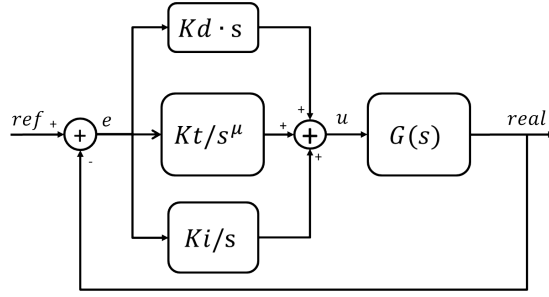 Kd · s
ref + + e
-
Kt/s^μ
Ki/s
+ + +
+
u
G(s)
real